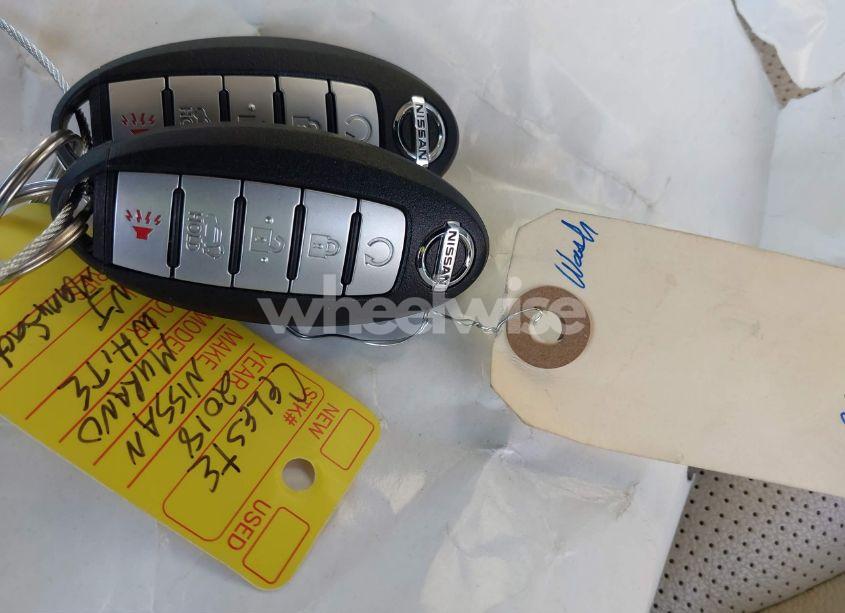 NISSAN
HOLD
NISSAN
wheelwise
Wash
NEW
USED
STK# CELESTE
YEAR 2018
MAKE NISSAN
MODEL MURANO
WHITE